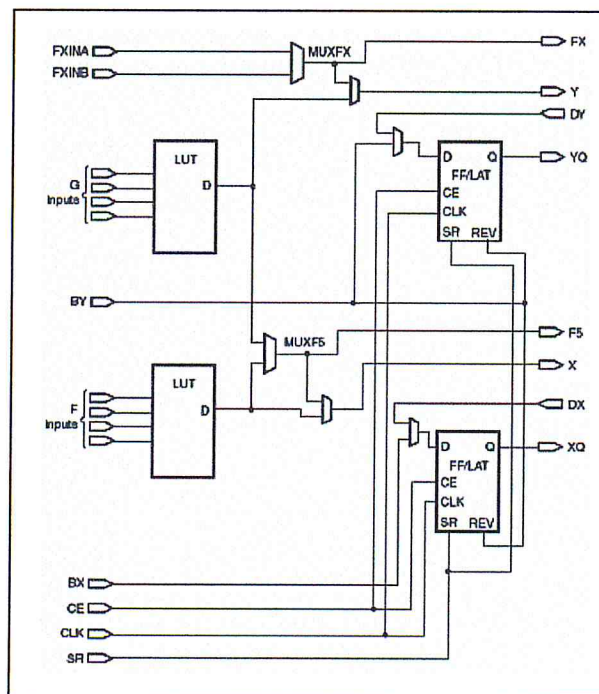 FXINA
FXINB
MUXFX
FX
Y
DY
LUT
D
G
Inputs
D Q
FF/LAT
CE
CLK
SR REV
YQ
BY
MUXF5
F5
X
LUT
D
F
Inputs
DX
D Q
FF/LAT
CE
CLK
SR REV
XQ
BX
CE
CLK
SR